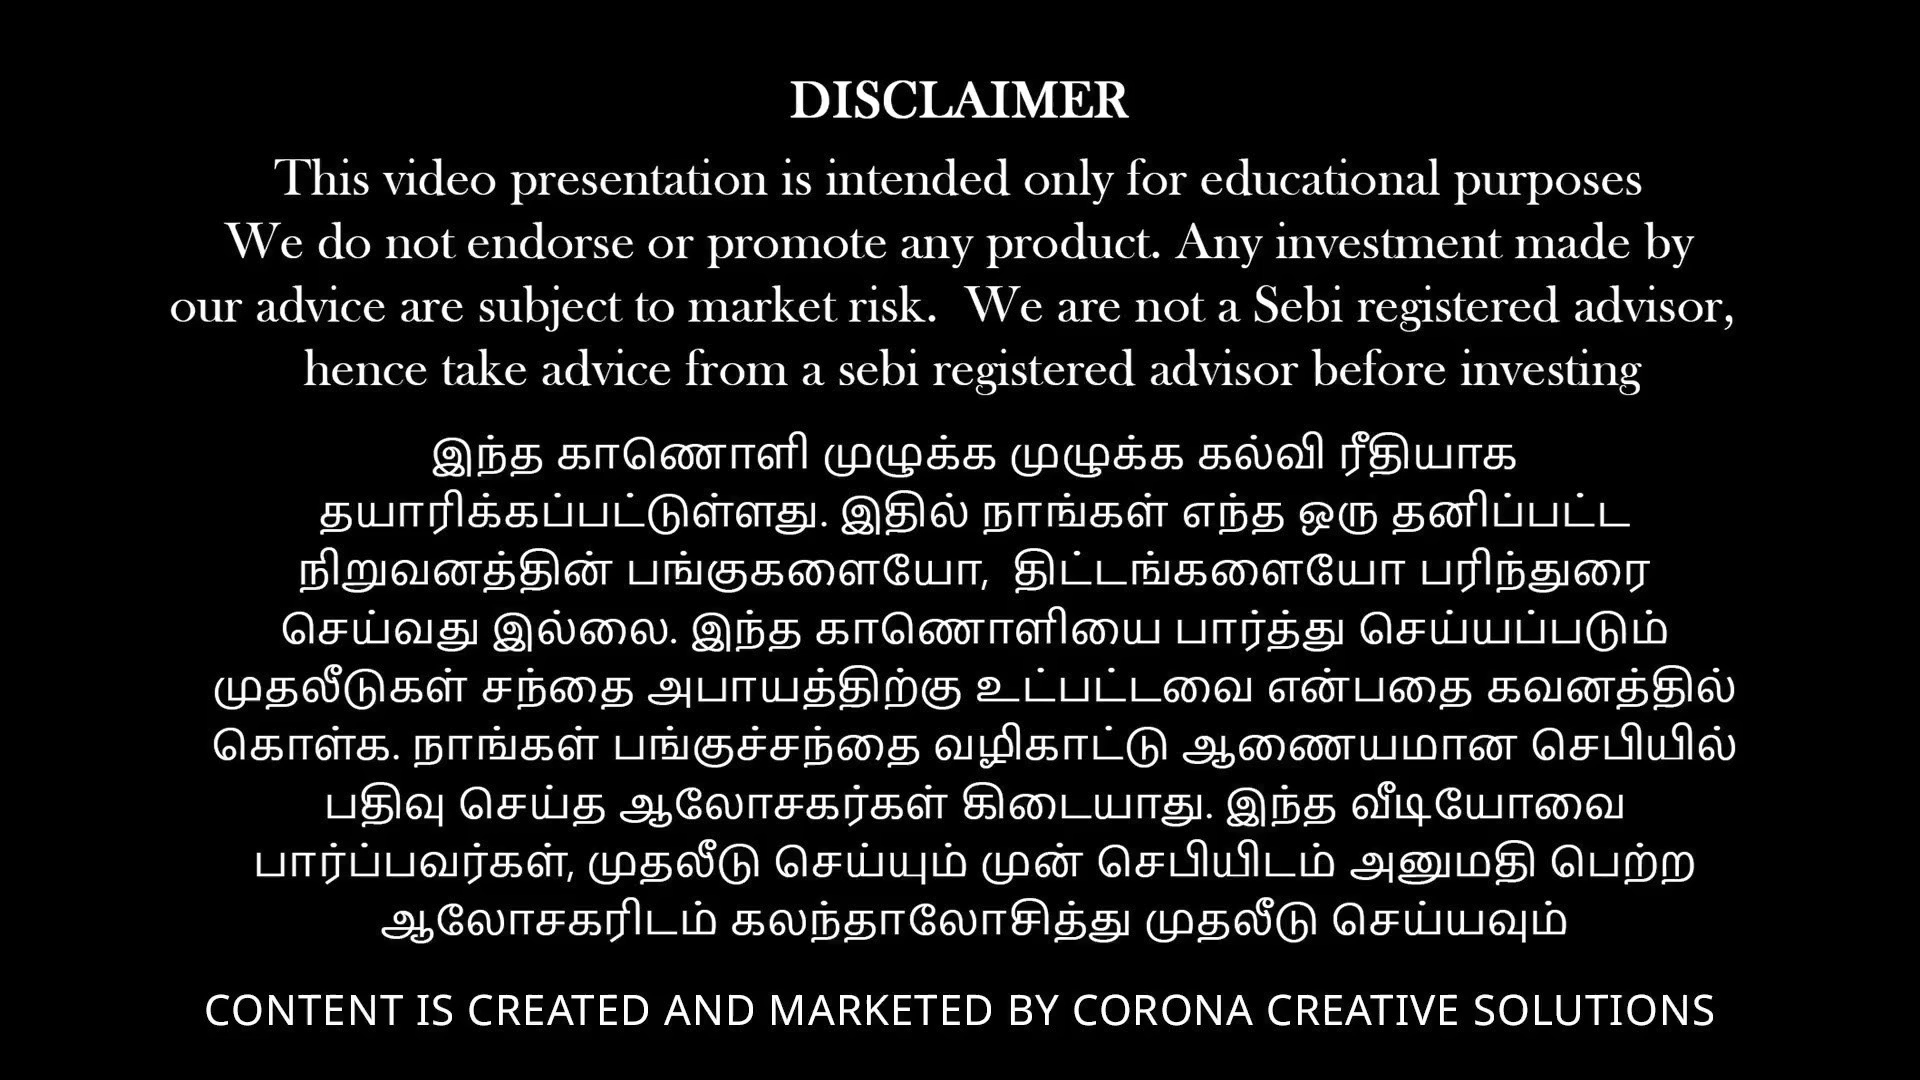 DISCLAIMER
This video presentation is intended only for educational purposes
We do not endorse or promote any product. Any investment made by
our advice are subject to market risk.  We are not a Sebi registered advisor,
hence take advice from a sebi registered advisor before investing
இந்த காணொளி முழுக்க முழுக்க கல்வி ரீதியாக
தயாரிக்கப்பட்டுள்ளது. இதில் நாங்கள் எந்த ஒரு தனிப்பட்ட
நிறுவனத்தின் பங்குகளையோ,  திட்டங்களையோ பரிந்துரை
செய்வது இல்லை. இந்த காணொளியை பார்த்து செய்யப்படும்
முதலீடுகள் சந்தை அபாயத்திற்கு உட்பட்டவை என்பதை கவனத்தில்
கொள்க. நாங்கள் பங்குச்சந்தை வழிகாட்டு ஆணையமான செபியில்
பதிவு செய்த ஆலோசகர்கள் கிடையாது. இந்த வீடியோவை
பார்ப்பவர்கள், முதலீடு செய்யும் முன் செபியிடம் அனுமதி பெற்ற
ஆலோசகரிடம் கலந்தாலோசித்து முதலீடு செய்யவும்
CONTENT IS CREATED AND MARKETED BY CORONA CREATIVE SOLUTIONS